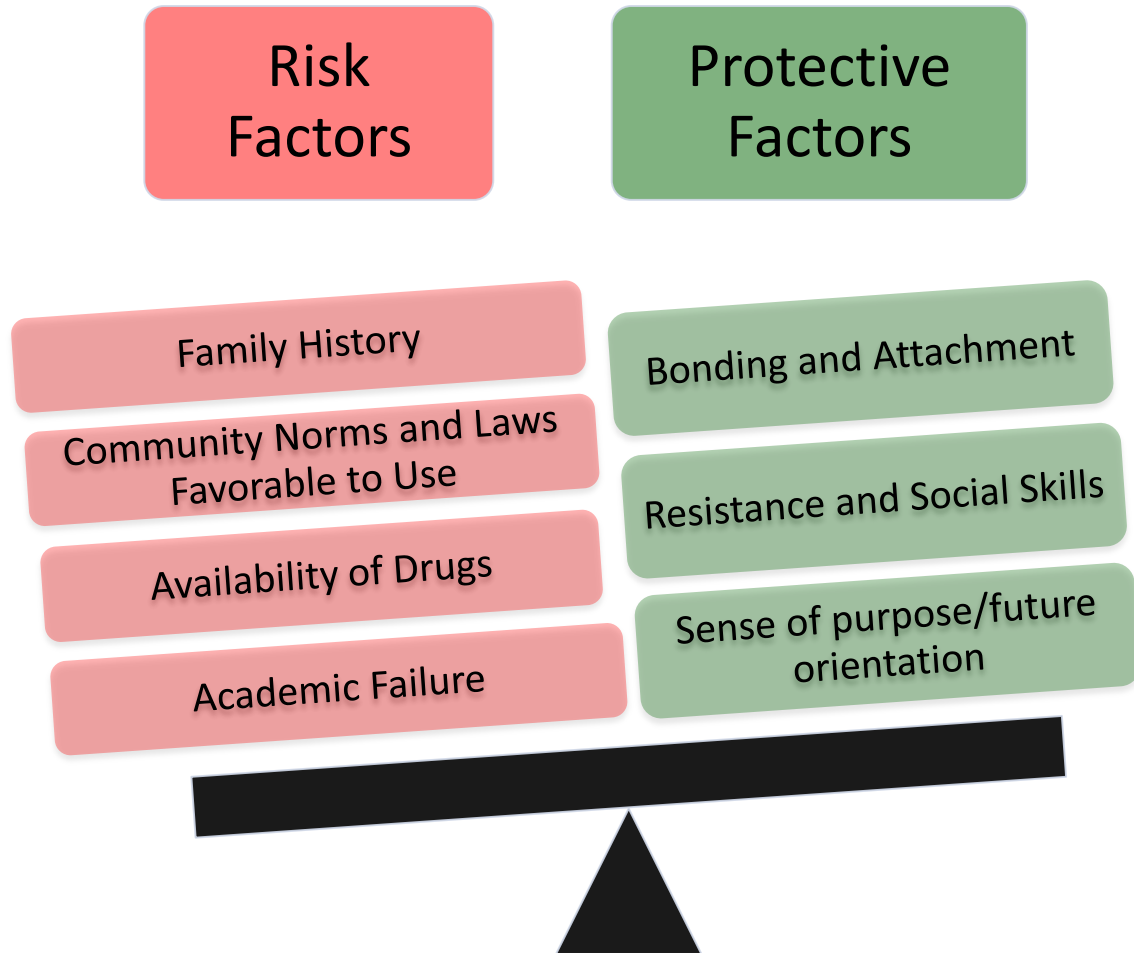 Risk
Factors
Protective
Factors
Family History
Community Norms and Laws
Favorable to Use
Availability of Drugs
Academic Failure
Bonding and Attachment
Resistance and Social Skills
Sense of purpose/future
orientation